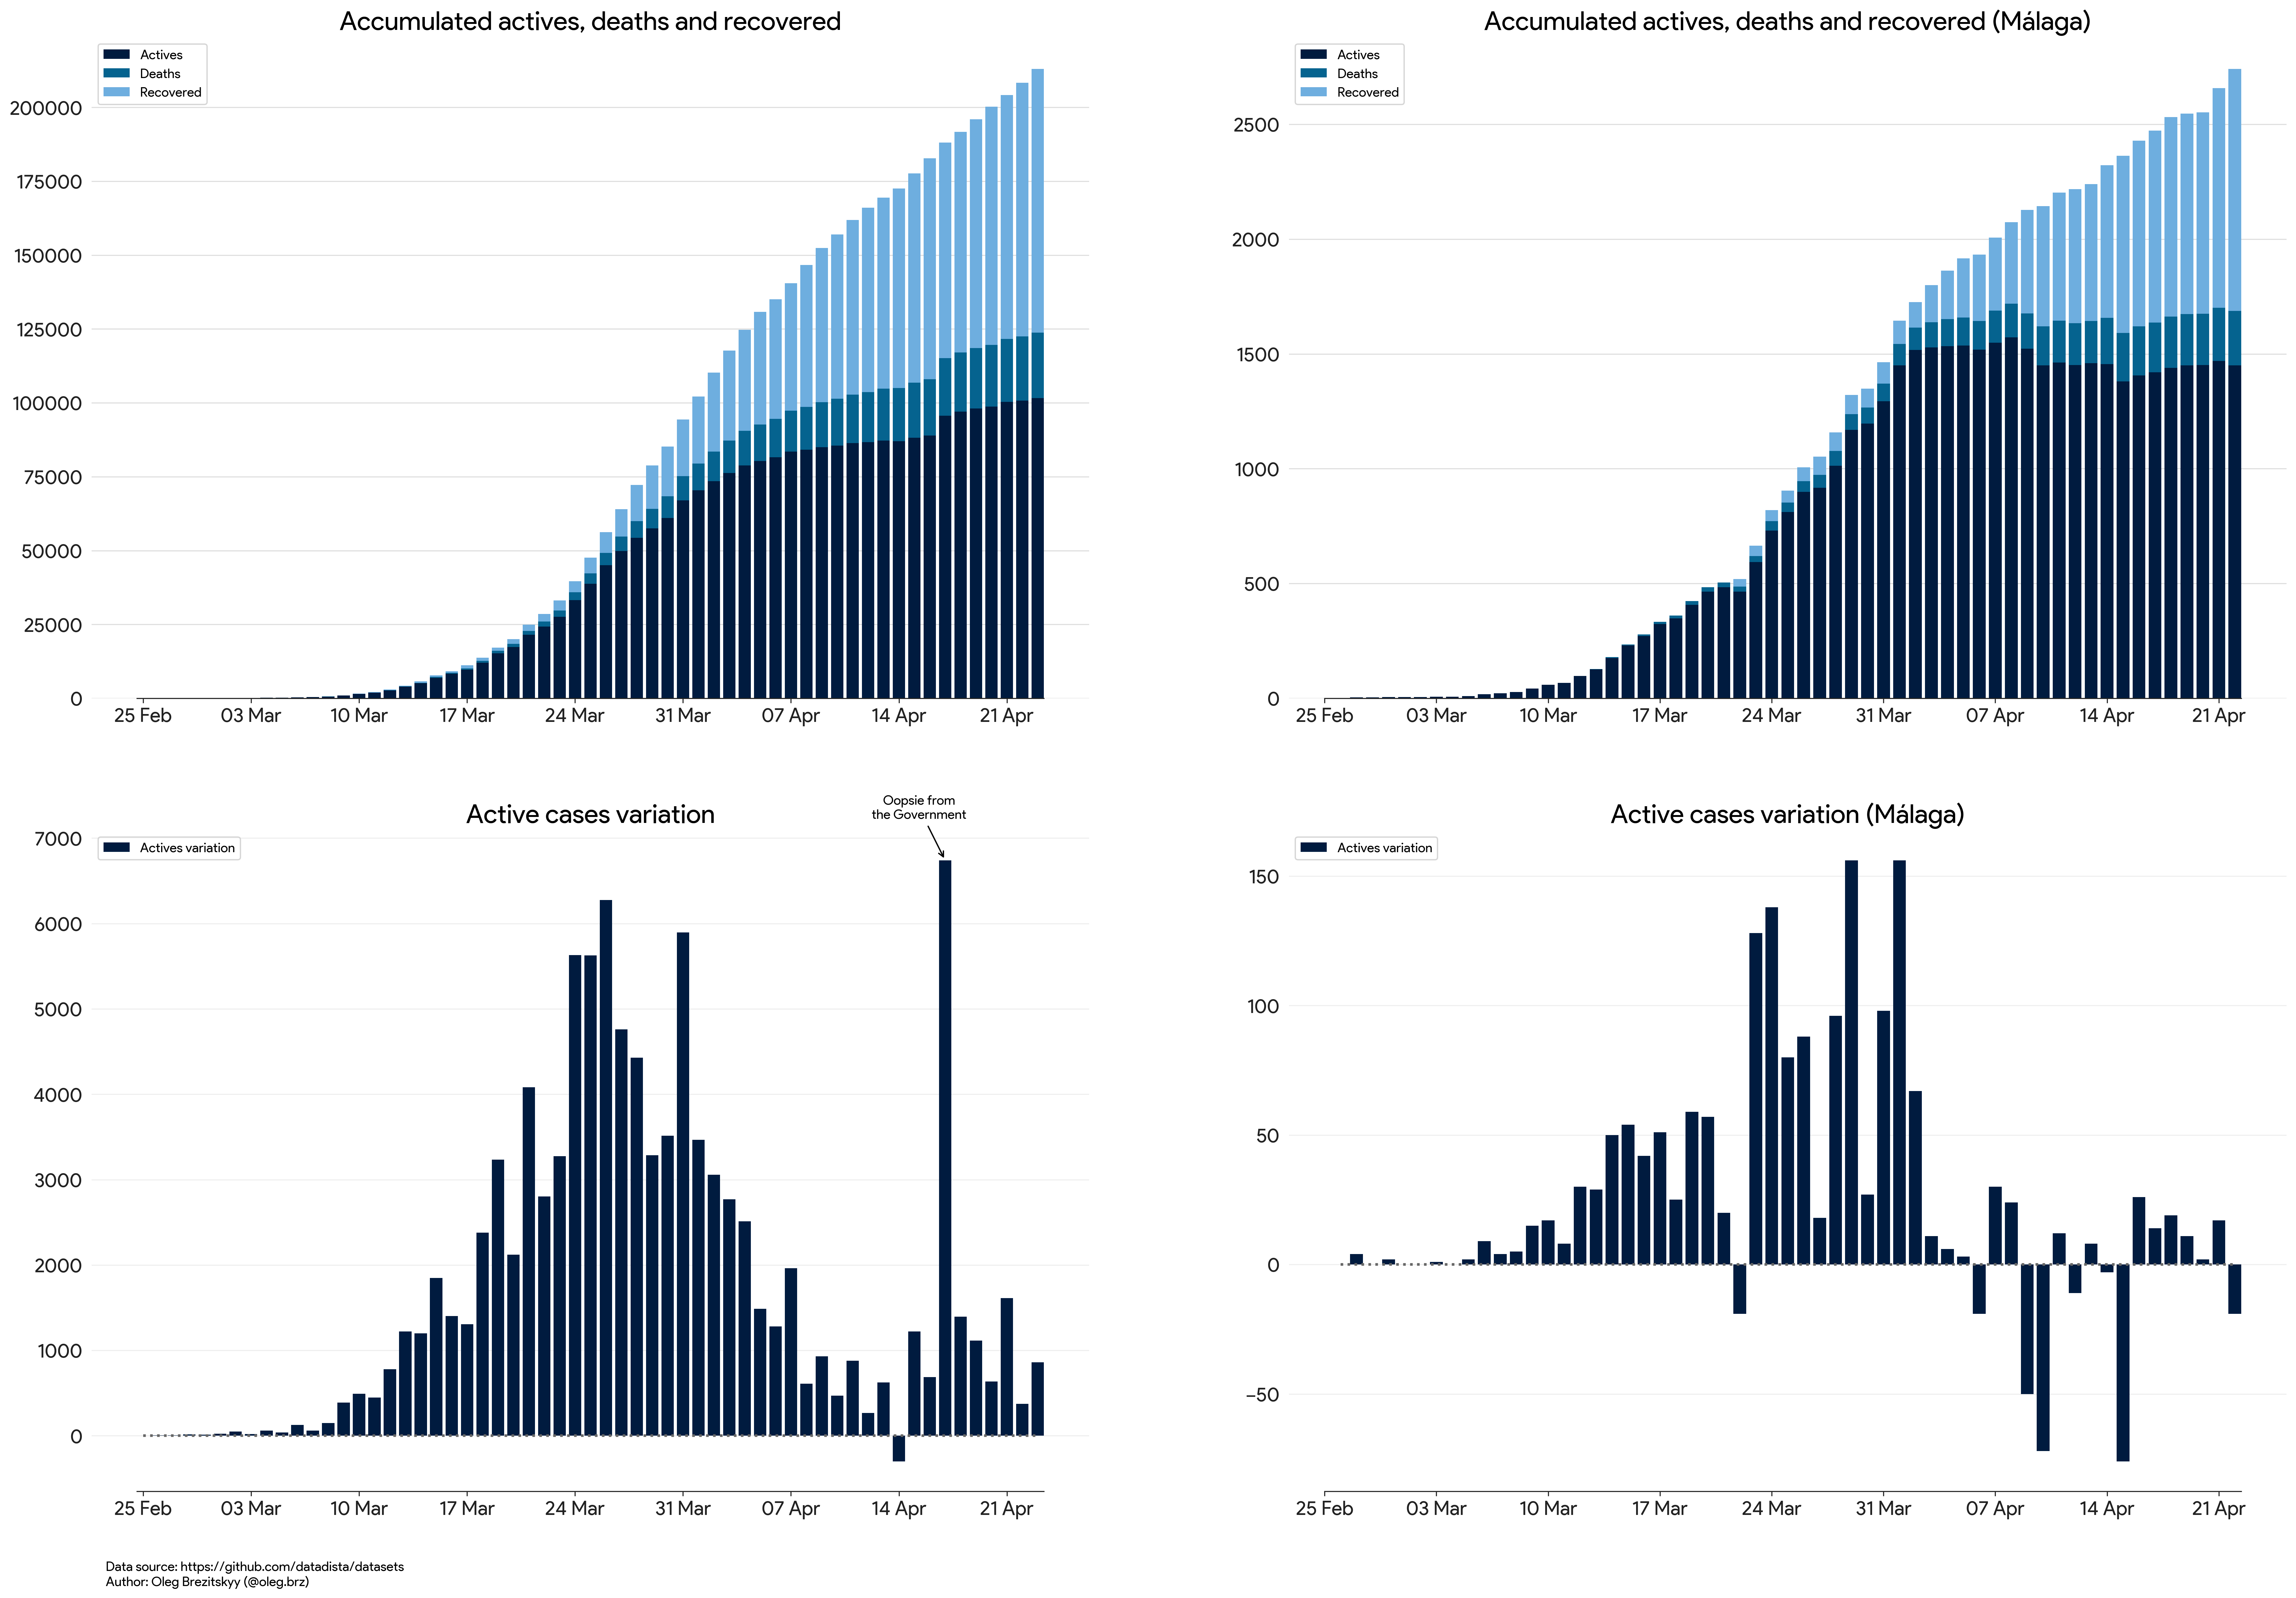 Accumulated actives, deaths and recovered
Actives
Deaths
Recovered
200000
175000
150000
125000
100000
75000
50000
25000
0
25 Feb 03 Mar 10 Mar 17 Mar 24 Mar 31 Mar 07 Apr 14 Apr 21 Apr
Accumulated actives, deaths and recovered (Málaga)
Actives
Deaths
Recovered
2500
2000
1500
1000
500
0
25 Feb 03 Mar 10 Mar 17 Mar 24 Mar 31 Mar 07 Apr 14 Apr 21 Apr
Active cases variation
Oopsie from
the Government
Actives variation
7000
6000
5000
4000
3000
2000
1000
0
25 Feb 03 Mar 10 Mar 17 Mar 24 Mar 31 Mar 07 Apr 14 Apr 21 Apr
Active cases variation (Málaga)
Actives variation
150
100
50
0
−50
25 Feb 03 Mar 10 Mar 17 Mar 24 Mar 31 Mar 07 Apr 14 Apr 21 Apr
Data source: https://github.com/datadista/datasets
Author: Oleg Brezitskyy (@oleg.brz)